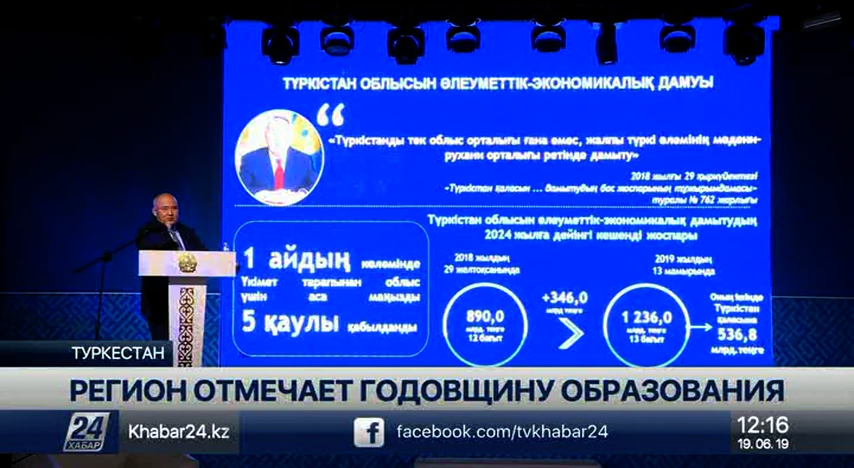 ТҮРКІСТАН ОБЛЫСЫН ӘЛЕУМЕТТІК-ЭКОНОМИКАЛЫҚ ДАМУЫ
“
«Түркістанды тек облыс орталығы ғана емес, жалпы түркі әлемінің мәдени-
рухани орталығы ретінде дамыту»
2018 жылғы 29 қыркүйектегі
«Түркістан қаласын ... дамытудың бас жоспарының тұжырымдамасы-
туралы № 762 жарлығы
Түркістан облысын әлеуметтік-экономикалық дамытудың
2024 жылға дейінгі кешенді жоспары
1 айдың көлемінде
Үкімет тарапынан облыс
үшін аса маңызды
5 қаулы қабылданды
2018 жылдың
29 желтоқсанында
890,0
млрд. теңге
12 бағыт
+346,0
млрд теңге
2019 жылдың
13 мамырында
1 236,0
млрд. теңге
13 бағыт
Оның ішінде
Түркістан
қаласына
536,8
млрд.теңге
ТУРКЕСТАН
РЕГИОН ОТМЕЧАЕТ ГОДОВЩИНУ ОБРАЗОВАНИЯ
24
ХАБАР
Khabar24.kz
f
facebook.com/tvkhabar24
12:16
19.06.19